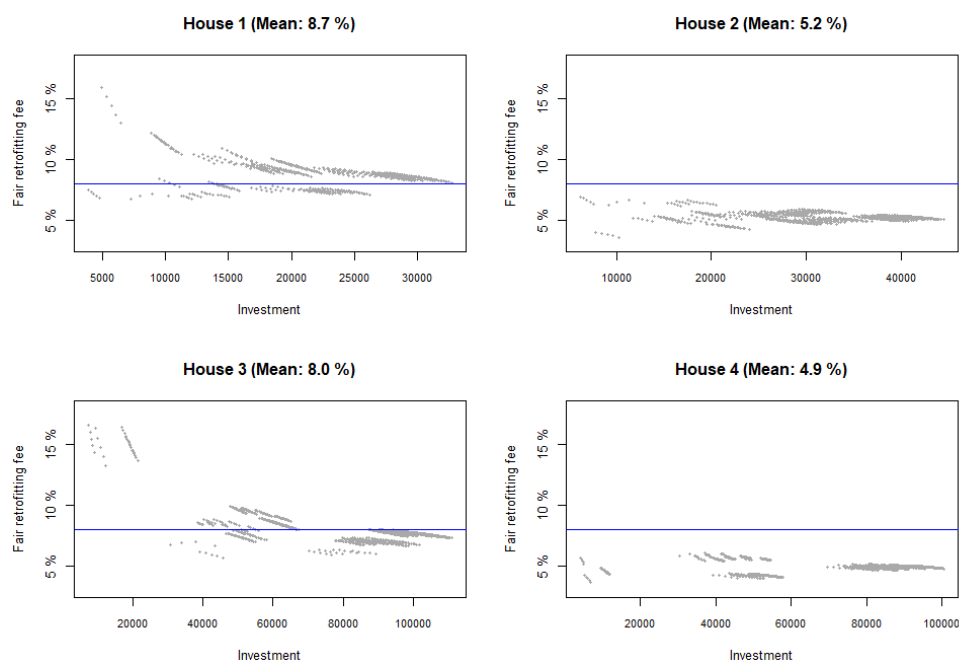 House 1 (Mean: 8.7 %)
Fair retrofitting fee
15 %
10 %
5 %
5000 10000 15000 20000 25000 30000
Investment
House 2 (Mean: 5.2 %)
Fair retrofitting fee
15 %
10 %
5 %
10000 20000 30000 40000
Investment
House 3 (Mean: 8.0 %)
Fair retrofitting fee
15 %
10 %
5 %
20000 40000 60000 80000 100000
Investment
House 4 (Mean: 4.9 %)
Fair retrofitting fee
15 %
10 %
5 %
20000 40000 60000 80000 100000
Investment